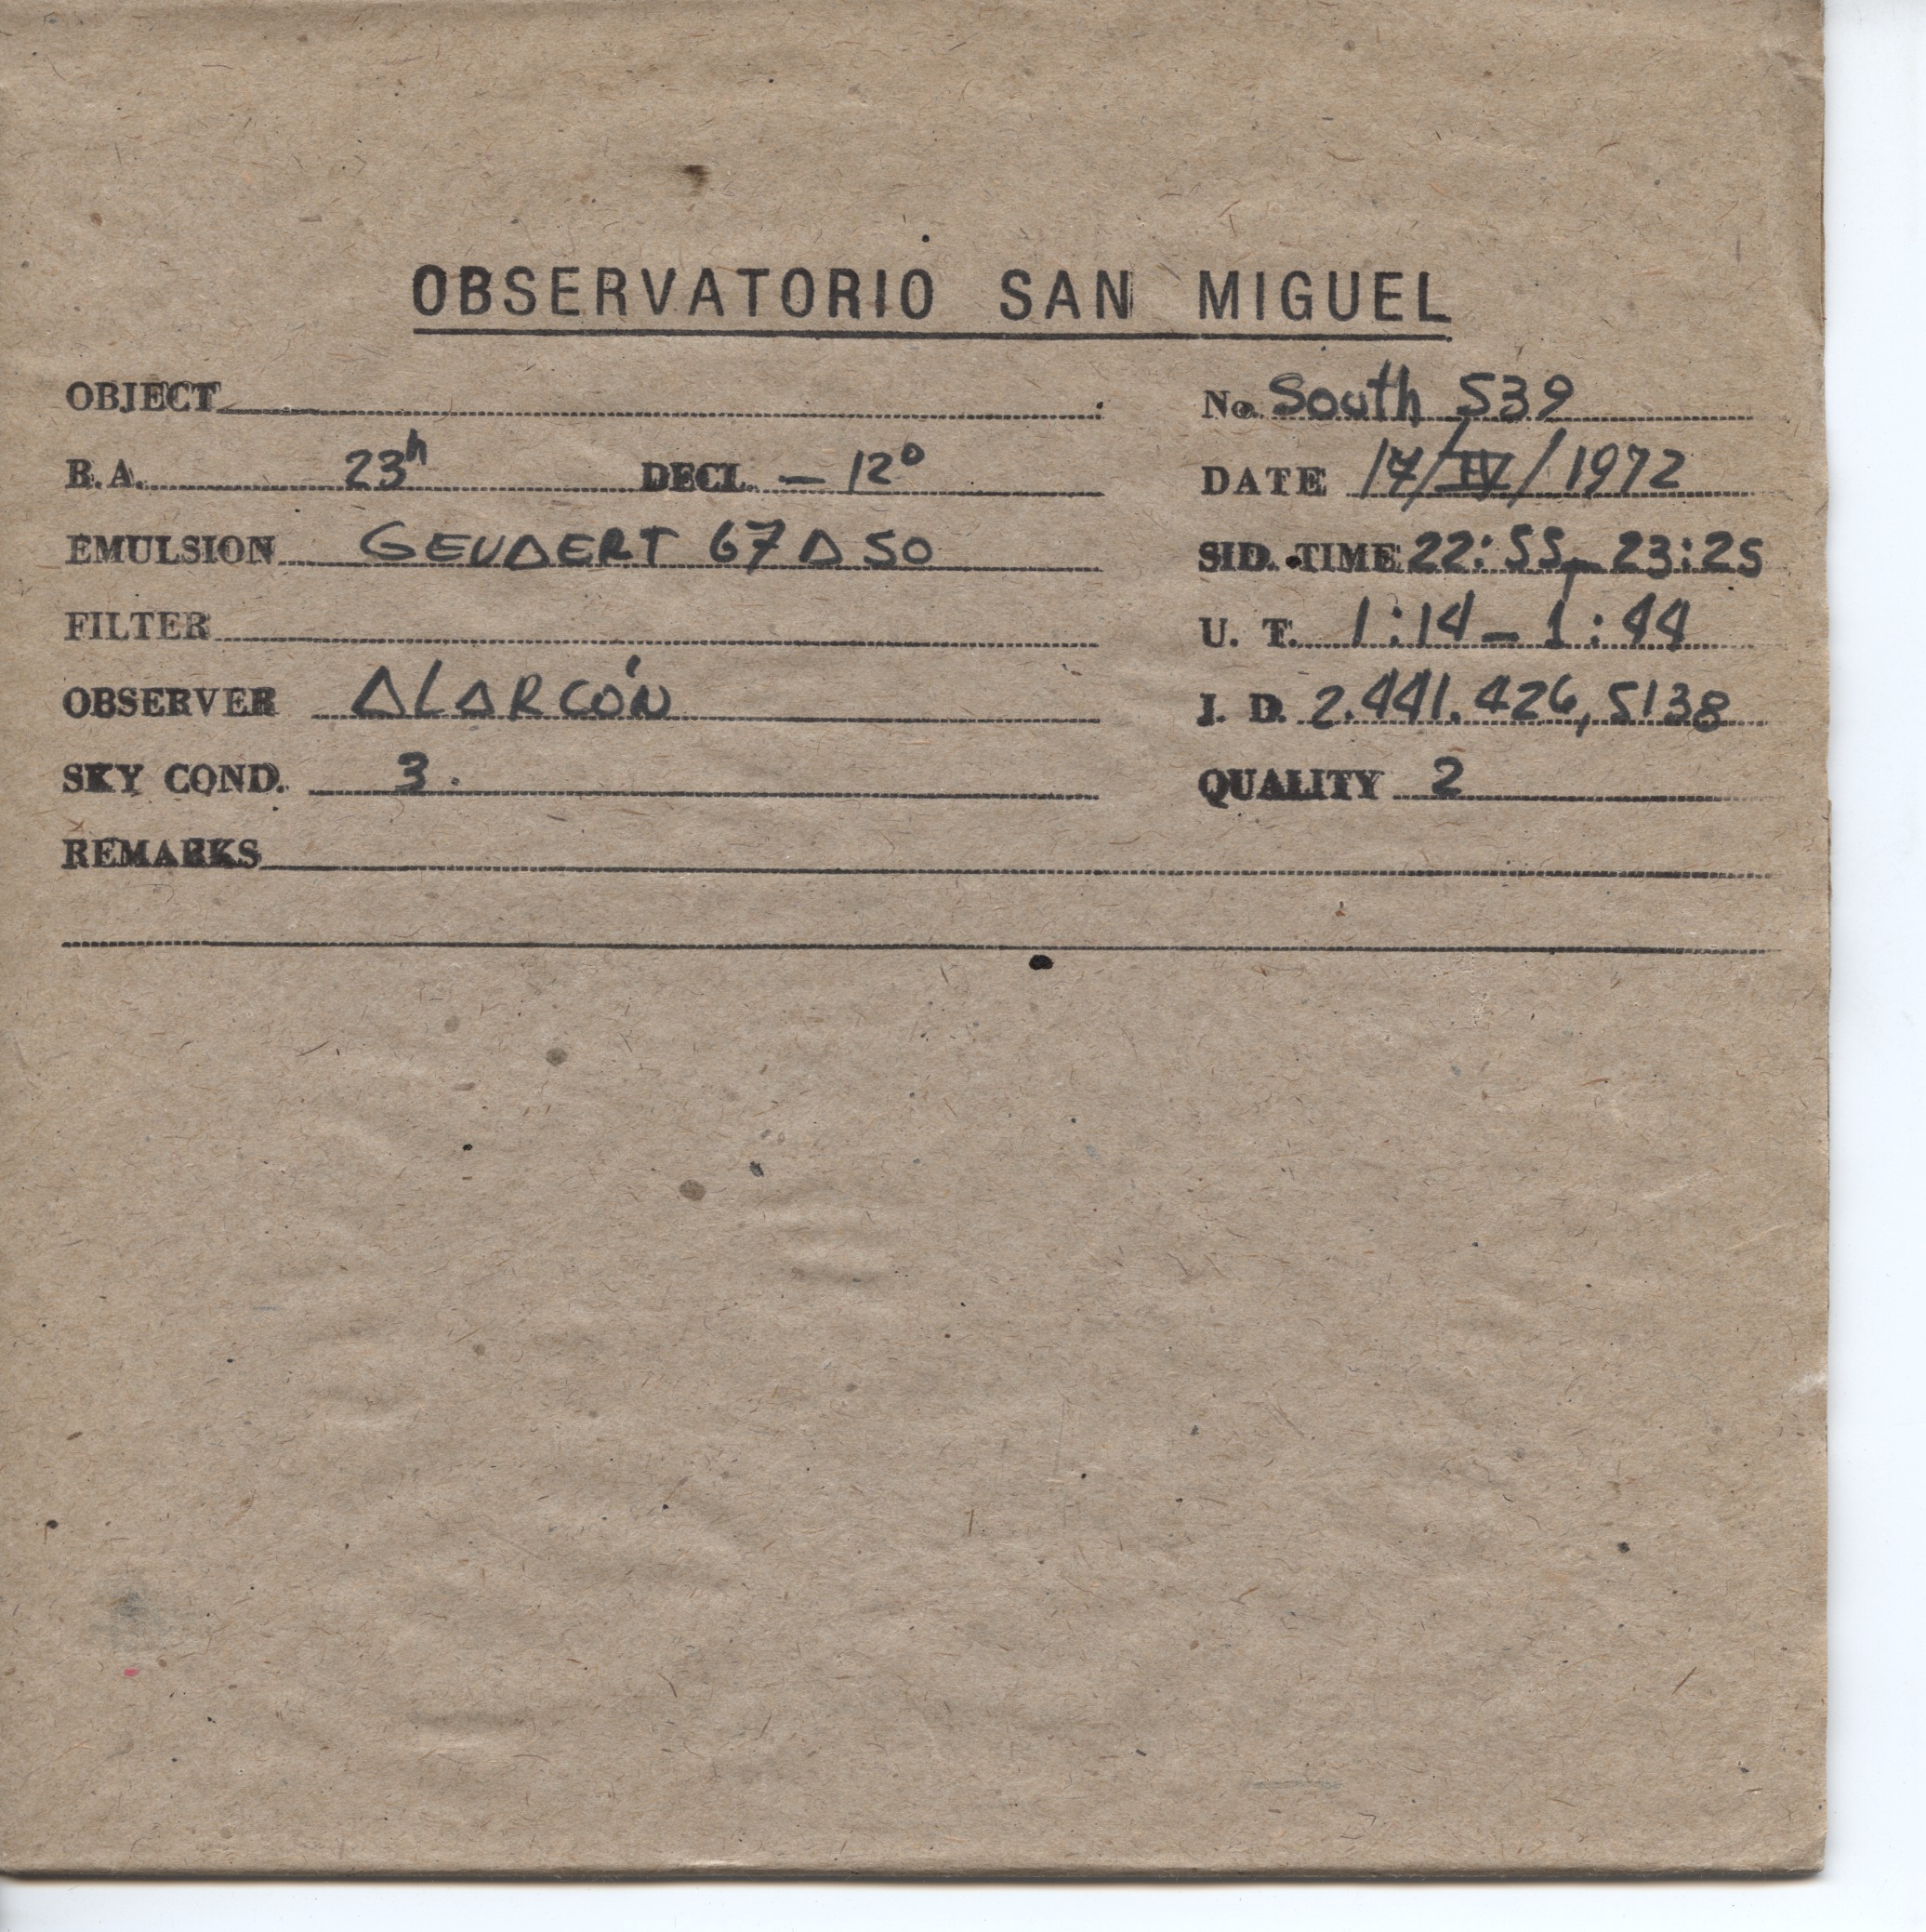 OBSERVATORIO SAN MIGUEL
OBJECT No. South 539
B.A. 23h DECL. - 12°
DATE 17/IV/1972
EMULSION GEVAERT 67A50
SID. TIME 22:55 - 23:25
FILTER
U. T. 1:14 - 1:44
OBSERVER ALARCÓN
J. D. 2.441.426,5138
SKY COND. 3.
QUALITY 2
REMARKS